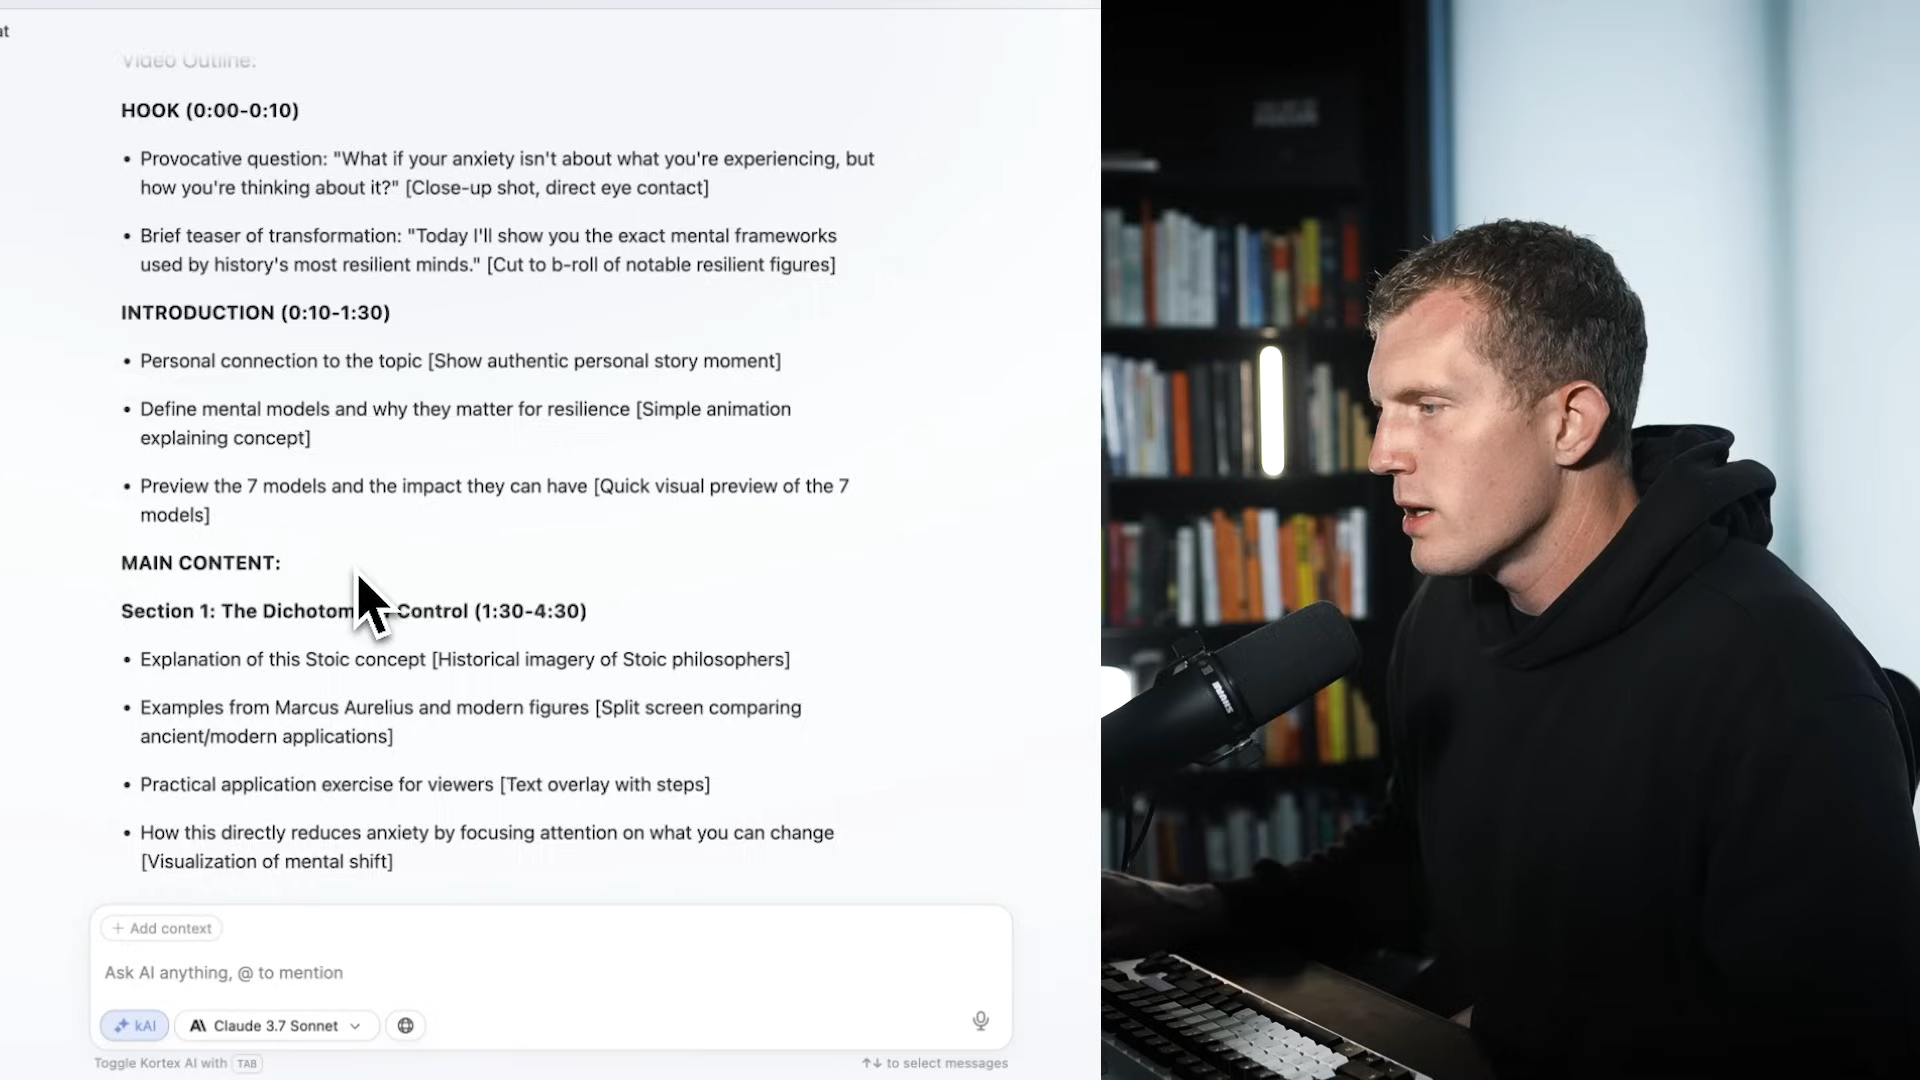 Video Outline:
HOOK (0:00-0:10)
• Provocative question: "What if your anxiety isn't about what you're experiencing, but
how you're thinking about it?" [Close-up shot, direct eye contact]
• Brief teaser of transformation: "Today I'll show you the exact mental frameworks
used by history's most resilient minds." [Cut to b-roll of notable resilient figures]
INTRODUCTION (0:10-1:30)
• Personal connection to the topic [Show authentic personal story moment]
• Define mental models and why they matter for resilience [Simple animation
explaining concept]
• Preview the 7 models and the impact they can have [Quick visual preview of the 7
models]
MAIN CONTENT:
Section 1: The Dichotom Control (1:30-4:30)
• Explanation of this Stoic concept [Historical imagery of Stoic philosophers]
• Examples from Marcus Aurelius and modern figures [Split screen comparing
ancient/modern applications]
• Practical application exercise for viewers [Text overlay with steps]
• How this directly reduces anxiety by focusing attention on what you can change
[Visualization of mental shift]
+ Add context
Ask AI anything, @ to mention
kAI
Claude 3.7 Sonnet
Toggle Kortex AI with TAB
↑↓ to select messages
SHURE